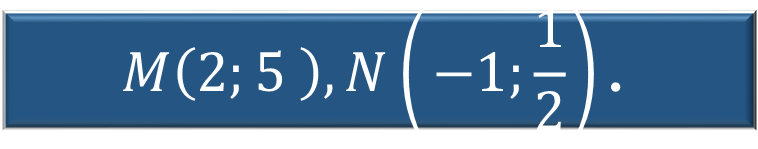 M(2; 5 ), N(−1; 1/2).